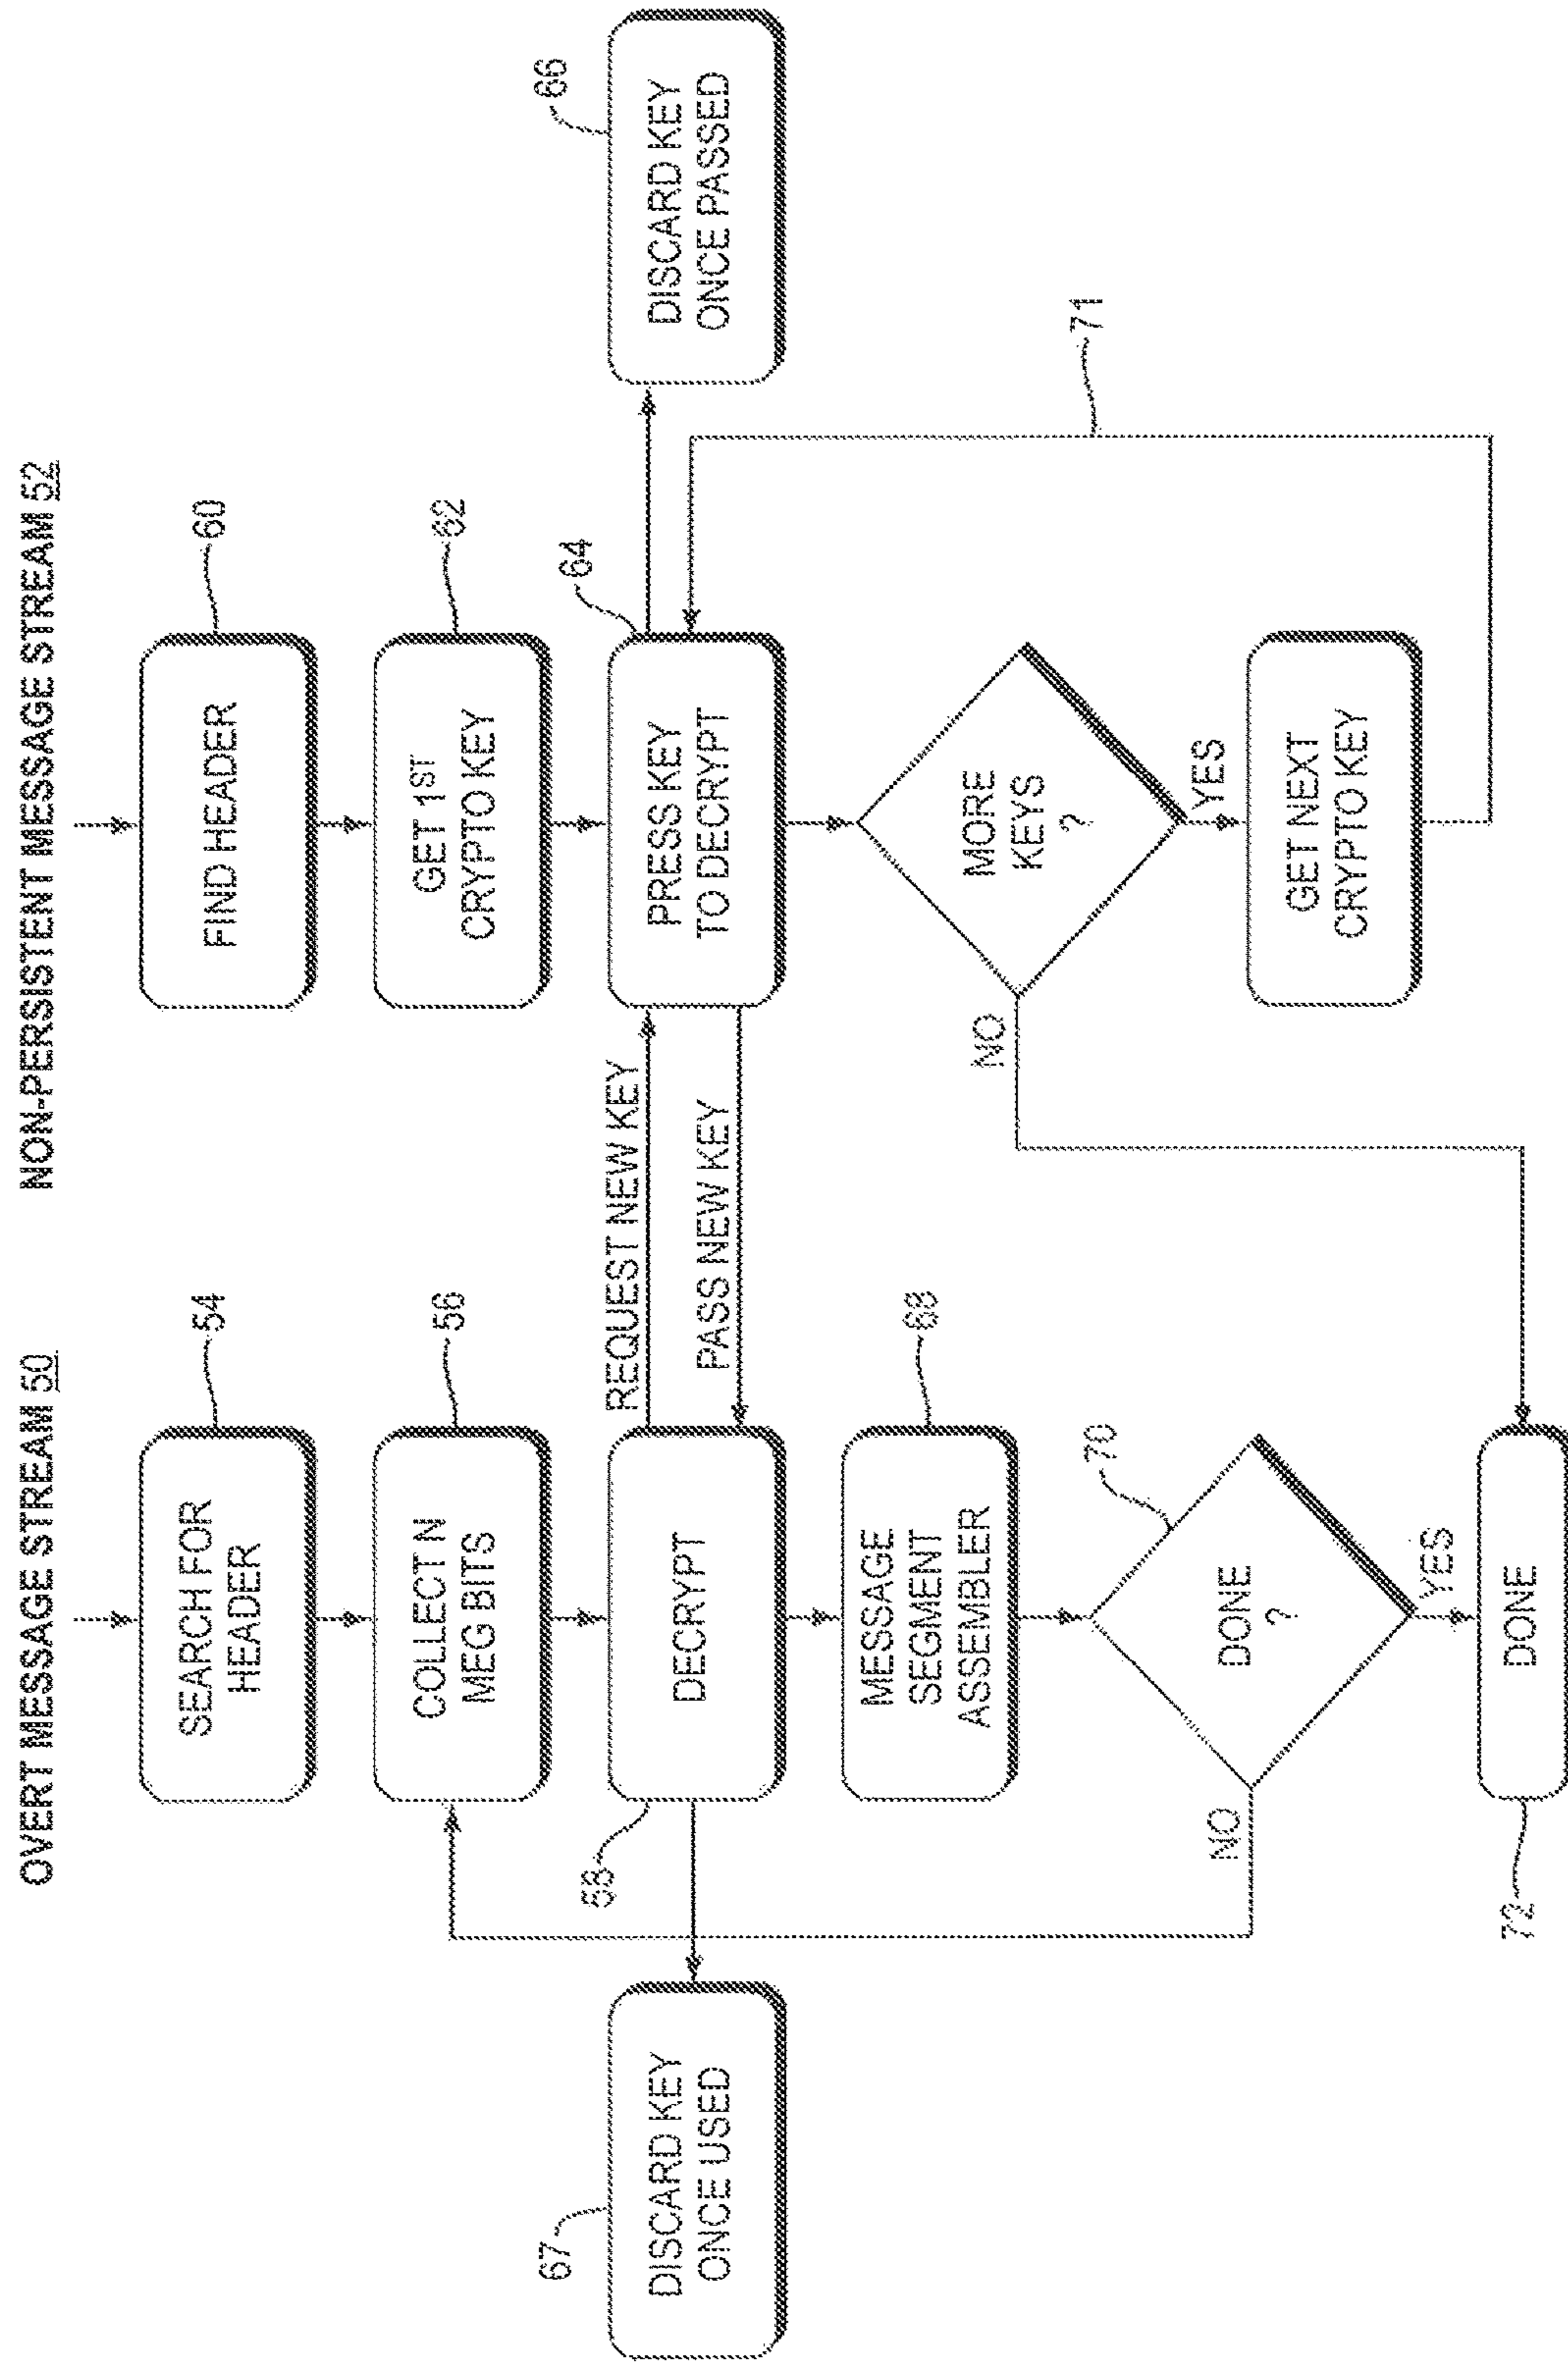 OVERT MESSAGE STREAM 50
NON-PERSISTENT MESSAGE STREAM 52
SEARCH FOR
HEADER
54
FIND HEADER
60
COLLECT N
MEG BITS
56
GET 1ST
CRYPTO KEY
62
67
DISCARD KEY
ONCE USED
58
DECRYPT
REQUEST NEW KEY
PASS NEW KEY
PRESS KEY
TO DECRYPT
64
DISCARD KEY
ONCE PASSED
66
MESSAGE
SEGMENT
ASSEMBLER
68
MORE
KEYS
?
NO
YES
71
DONE
?
70
NO
YES
GET NEXT
CRYPTO KEY
DONE
72